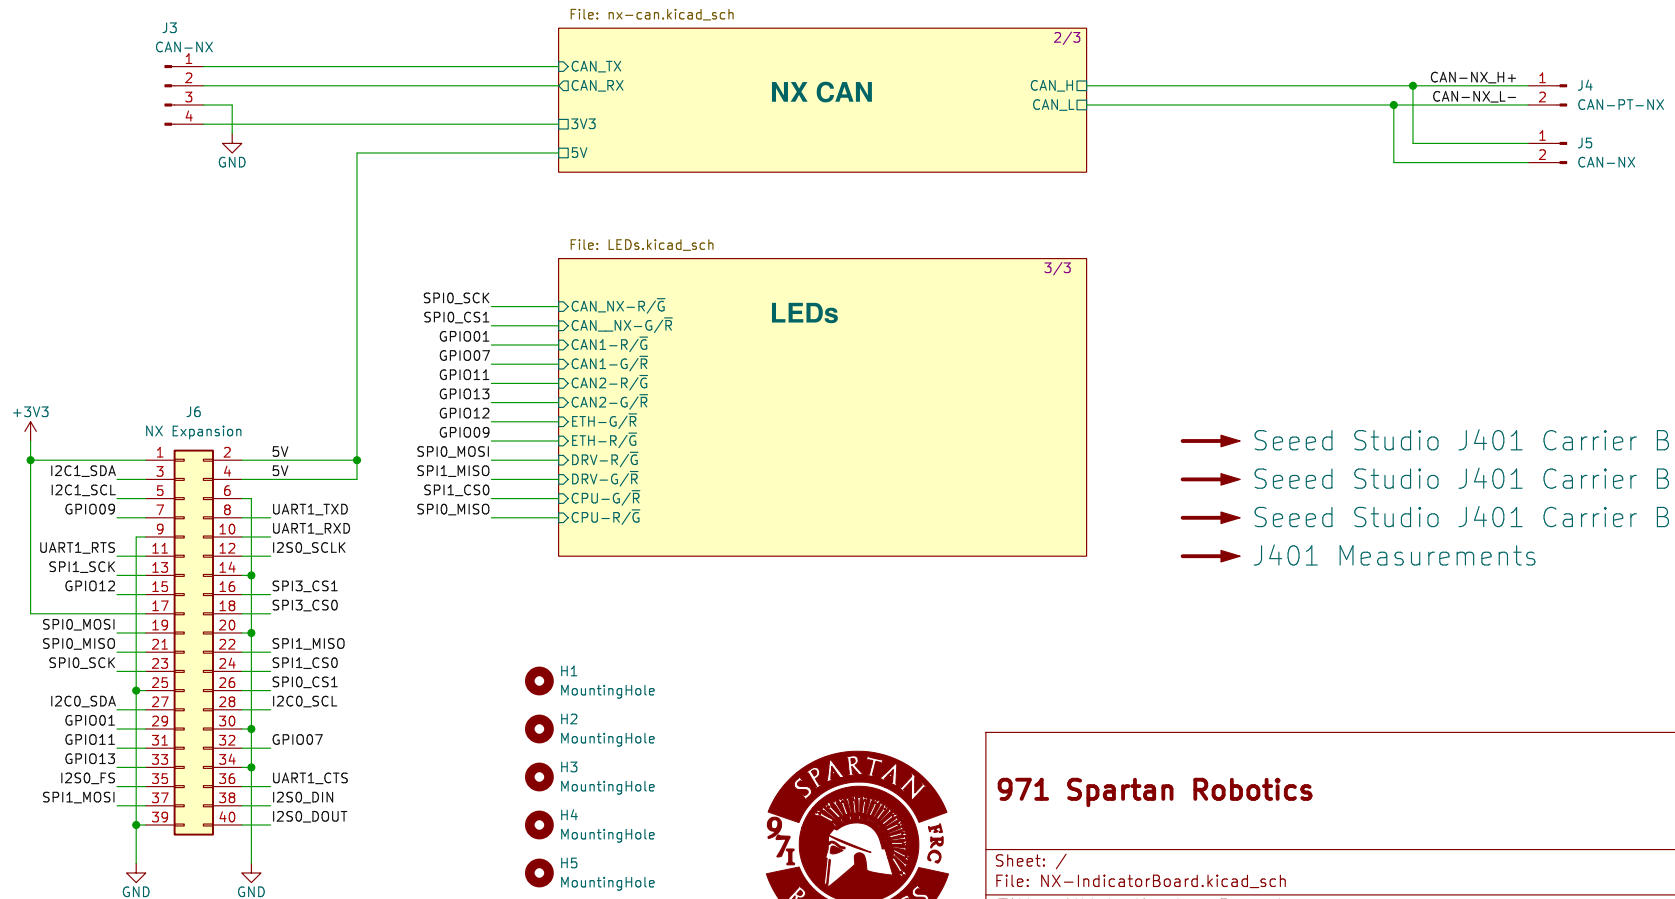 File: nx-can.kicad_sch
J3
CAN-NX
1
2
3
4
GND
2/3
CAN_TX
CAN_RX
3V3
5V
NX CAN
CAN_H
CAN_L
CAN-NX_H+
CAN-NX_L-
1
2
J4
CAN-PT-NX
1
2
J5
CAN-NX
File: LEDs.kicad_sch
3/3
LEDs
SPI0_SCK CAN_NX-R/G̅
SPI0_CS1 CAN__NX-G/R̅
GPIO01 CAN1-R/G̅
GPIO07 CAN1-G/R̅
GPIO11 CAN2-R/G̅
GPIO13 CAN2-G/R̅
GPIO12 ETH-G/R̅
GPIO09 ETH-R/G̅
SPI0_MOSI DRV-R/G̅
SPI1_MISO DRV-G/R̅
SPI1_CS0 CPU-G/R̅
SPI0_MISO CPU-R/G̅
+3V3
J6
NX Expansion
1 2 5V
I2C1_SDA 3 4 5V
I2C1_SCL 5 6
GPIO09 7 8 UART1_TXD
9 10 UART1_RXD
UART1_RTS 11 12 I2S0_SCLK
SPI1_SCK 13 14
GPIO12 15 16 SPI3_CS1
17 18 SPI3_CS0
SPI0_MOSI 19 20
SPI0_MISO 21 22 SPI1_MISO
SPI0_SCK 23 24 SPI1_CS0
25 26 SPI0_CS1
I2C0_SDA 27 28 I2C0_SCL
GPIO01 29 30
GPIO11 31 32 GPIO07
GPIO13 33 34
I2S0_FS 35 36 UART1_CTS
SPI1_MOSI 37 38 I2S0_DIN
39 40 I2S0_DOUT
GND
GND
Seeed Studio J401 Carrier B
Seeed Studio J401 Carrier B
Seeed Studio J401 Carrier B
J401 Measurements
H1
MountingHole
H2
MountingHole
H3
MountingHole
H4
MountingHole
H5
MountingHole
SPARTAN
971
FRC
971 Spartan Robotics
Sheet: /
File: NX-IndicatorBoard.kicad_sch